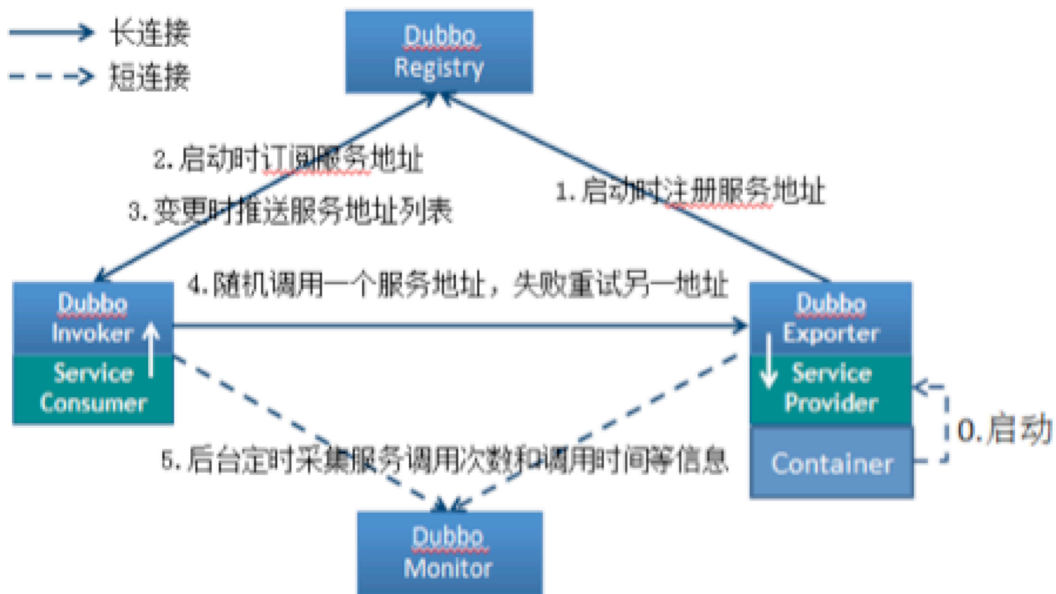 长连接
短连接
Dubbo
Registry
2.启动时订阅服务地址
3.变更时推送服务地址列表
1.启动时注册服务地址
4.随机调用一个服务地址，失败重试另一地址
Dubbo
Invoker
Service
Consumer
Dubbo
Exporter
Service
Provider
Container
0.启动
5.后台定时采集服务调用次数和调用时间等信息
Dubbo
Monitor